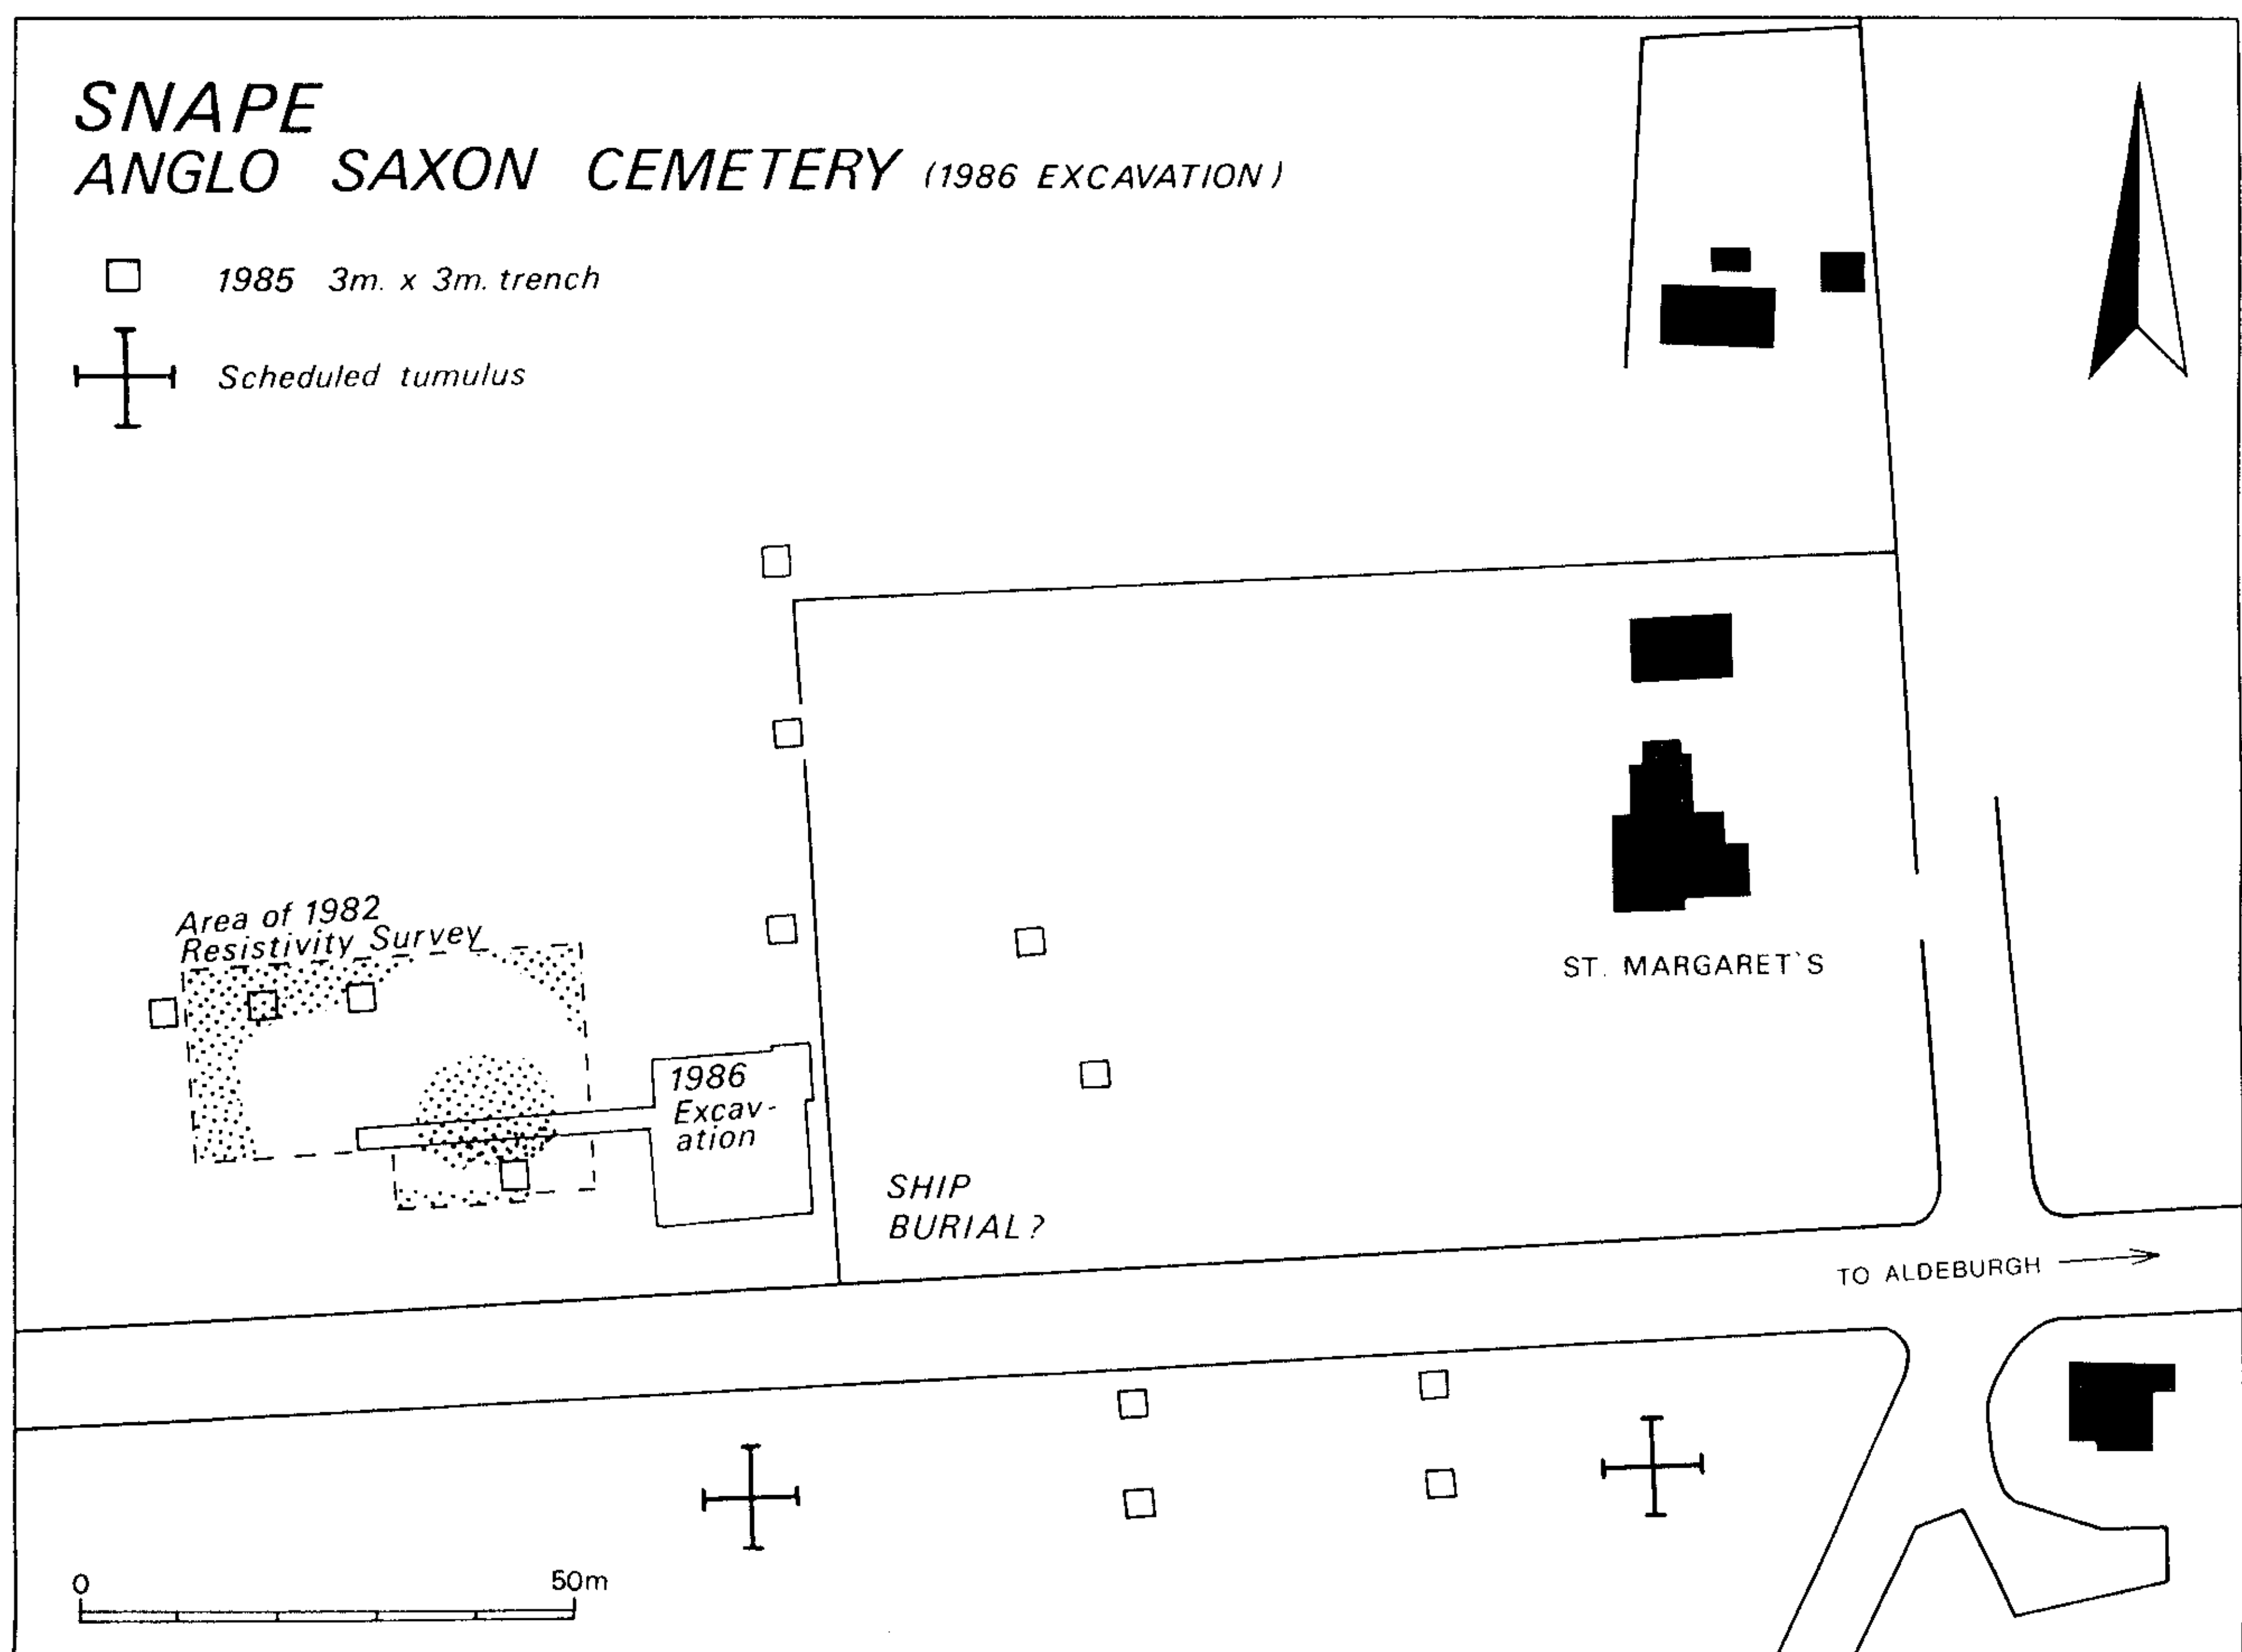 SNAPE
ANGLO SAXON CEMETERY (1986 EXCAVATION)
1985 3m. x 3m. trench
Scheduled tumulus
Area of 1982
Resistivity Survey
1986
Excav-
ation
ST. MARGARET`S
SHIP
BURIAL?
TO ALDEBURGH
0 50m